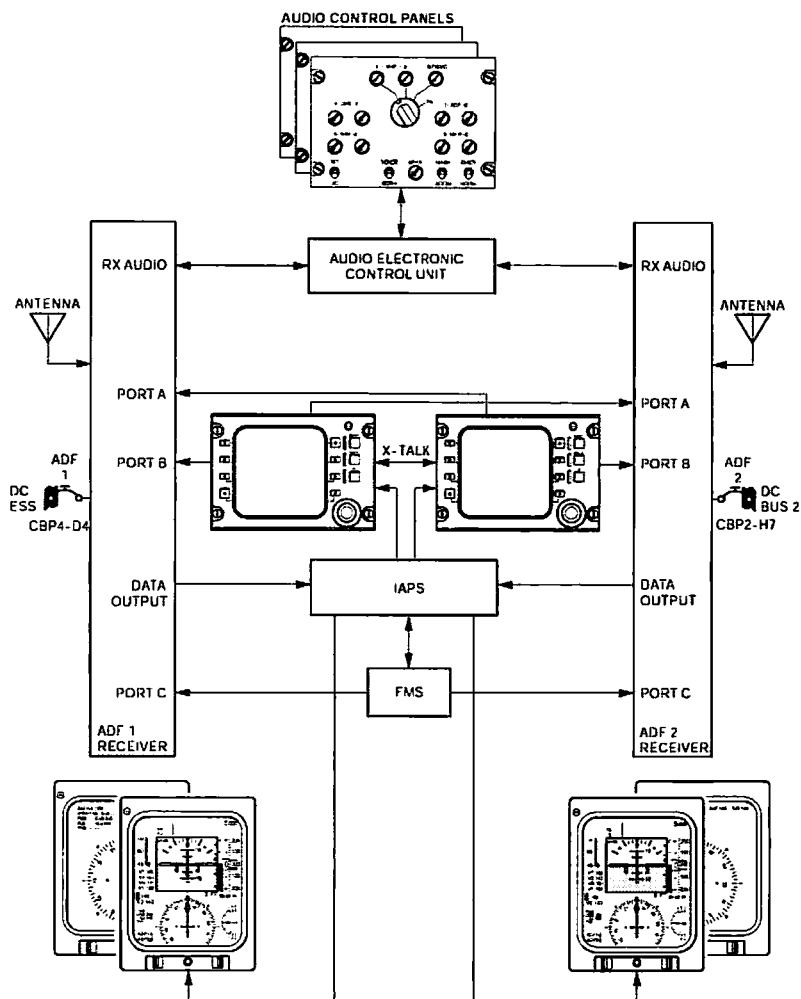 AUDIO CONTROL PANELS
AUDIO ELECTRONIC
CONTROL UNIT
RX AUDIO
RX AUDIO
ANTENNA
ANTENNA
PORT A
PORT A
X-TALK
PORT B
PORT B
ADF
1
DC
ESS
CBP4-D4
ADF
2
DC
BUS 2
CBP2-H7
DATA
OUTPUT
IAPS
DATA
OUTPUT
PORT C
FMS
PORT C
ADF 1
RECEIVER
ADF 2
RECEIVER